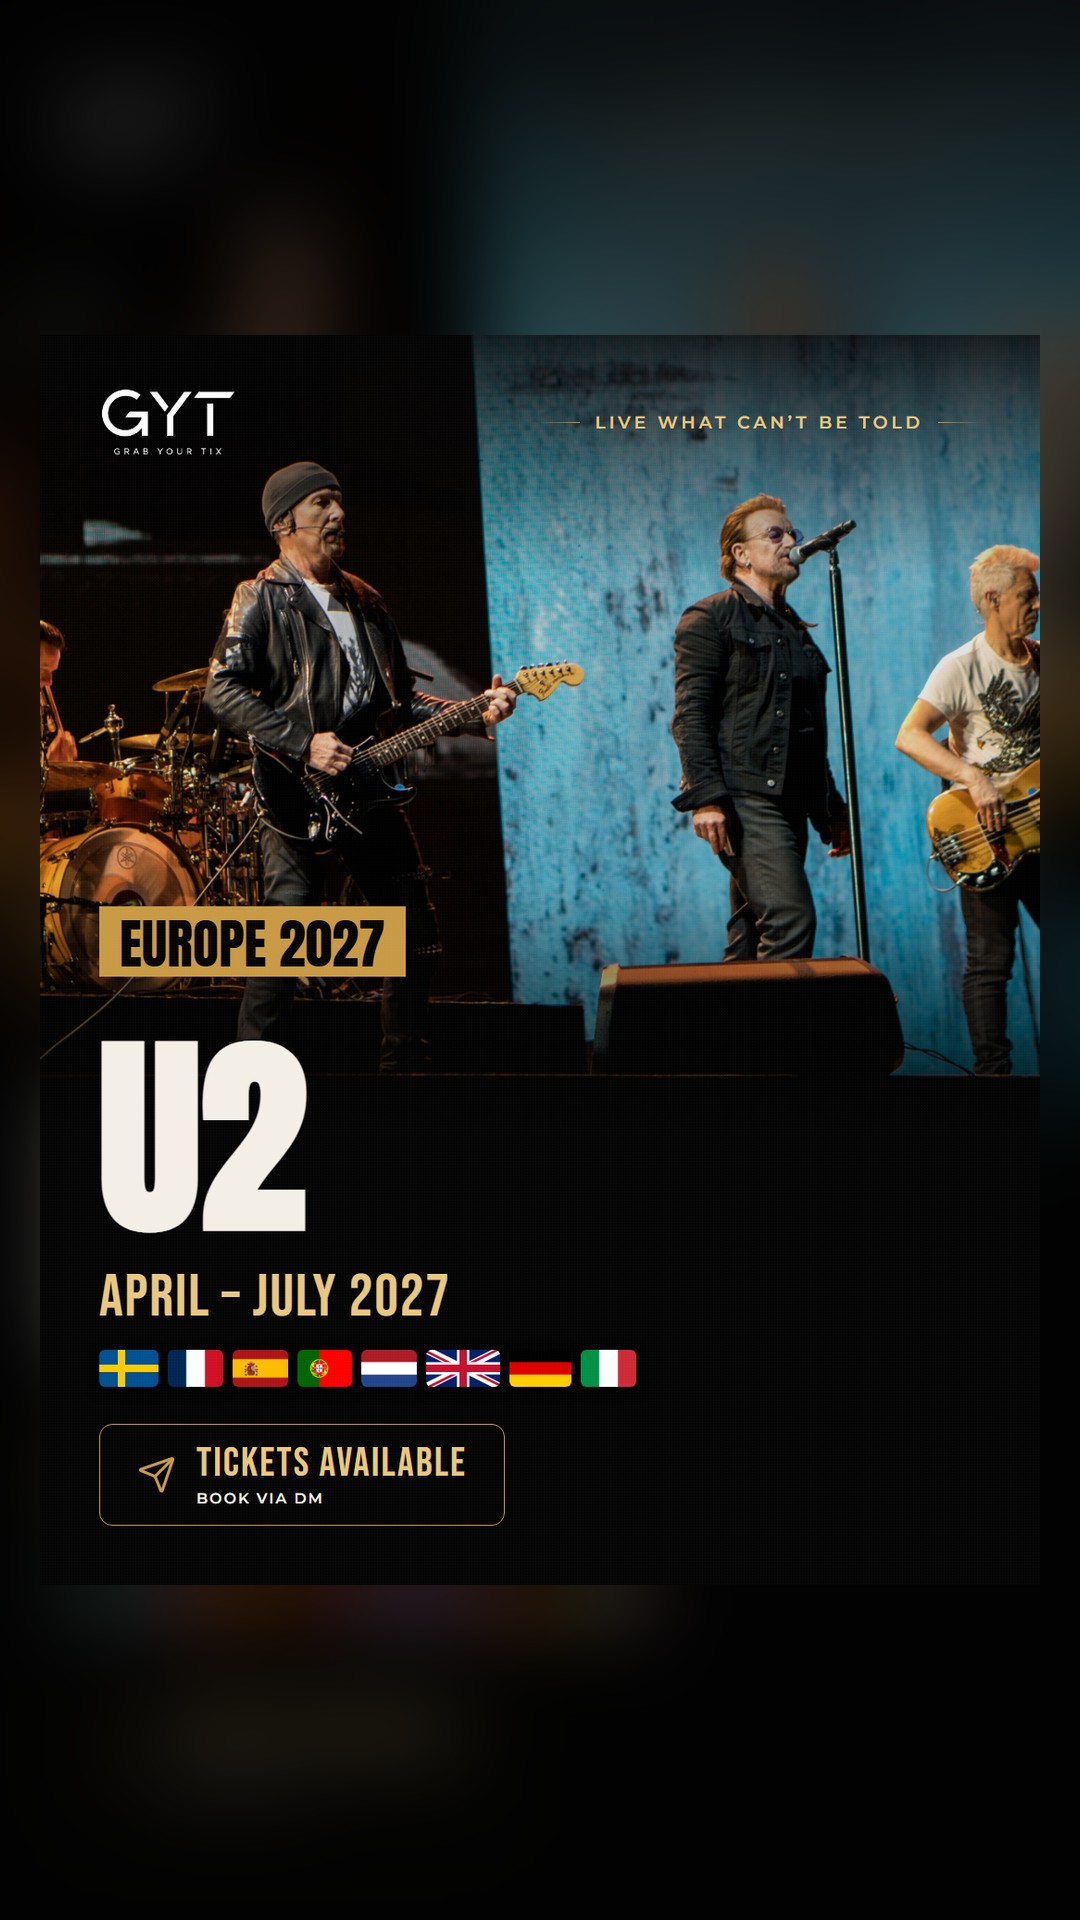 GYT
GRAB YOUR TIX
LIVE WHAT CAN’T BE TOLD
EUROPE 2027
U2
APRIL – JULY 2027
TICKETS AVAILABLE
BOOK VIA DM